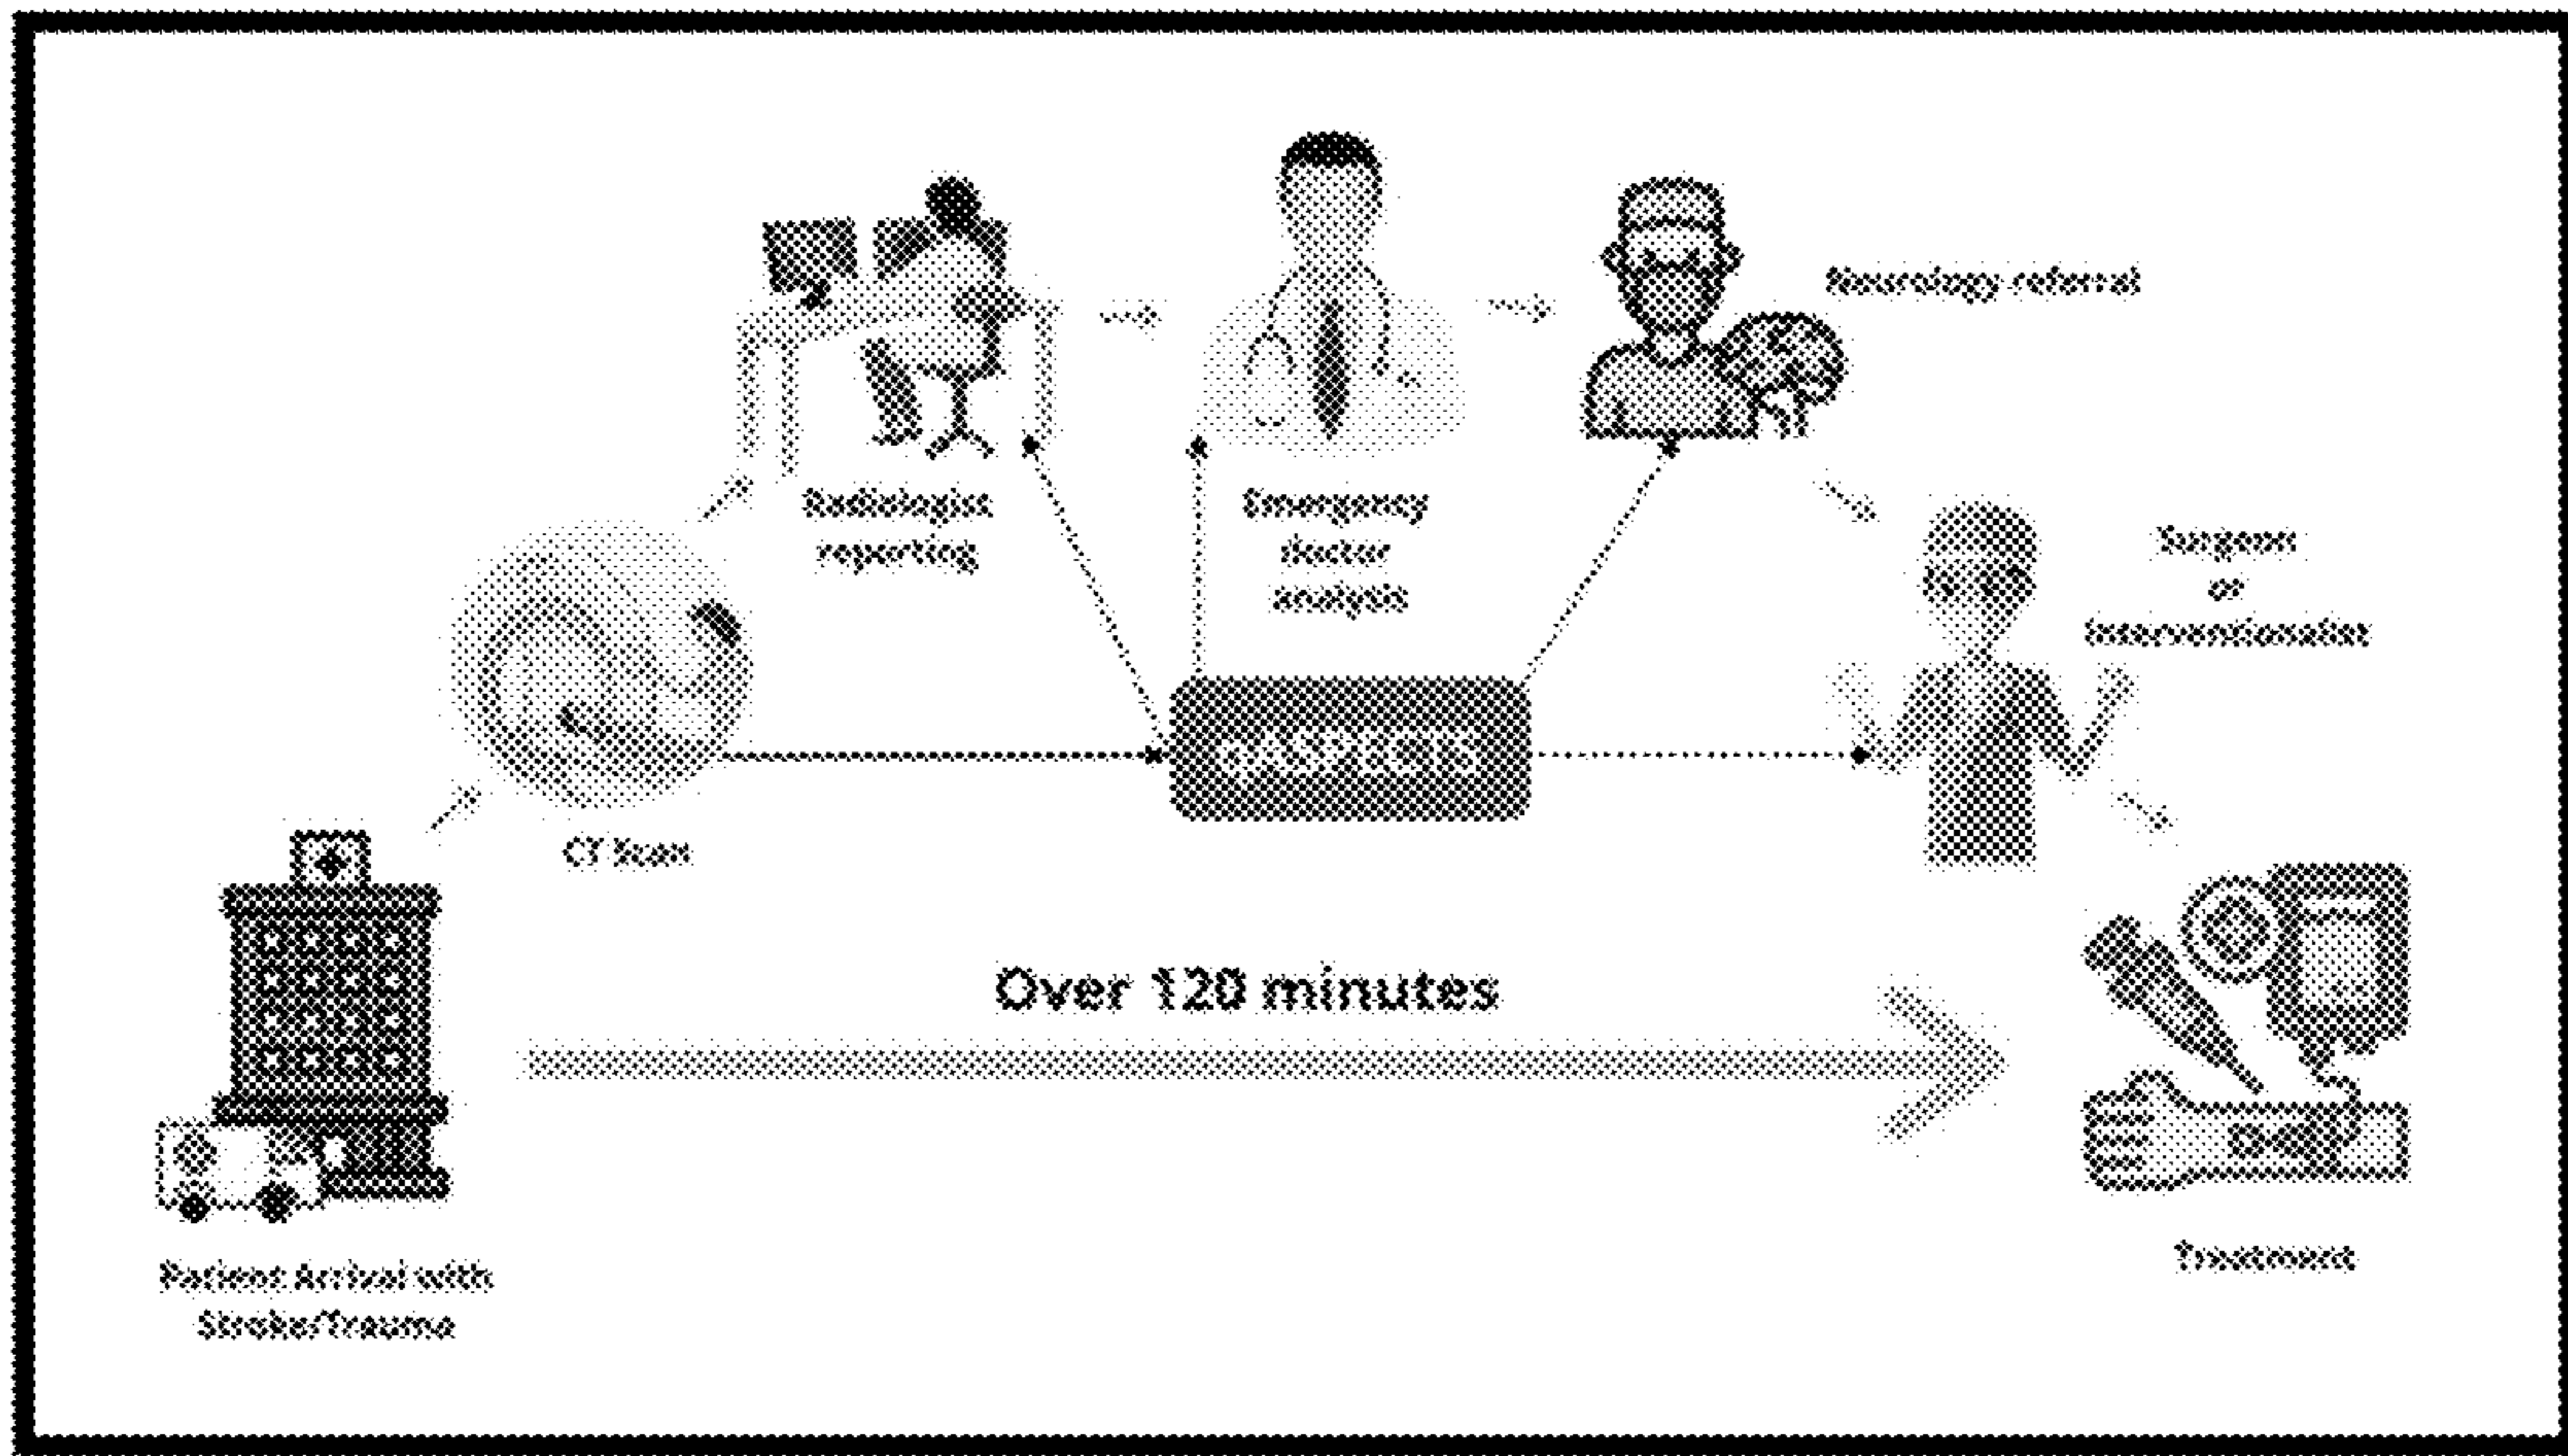 Neurology referral
Radiologist
reporting
Emergency
doctor
analysis
Surgeon
or
Interventionalist
CT Scan
Over 120 minutes
Patient Arrival with
Stroke/Trauma
Treatment